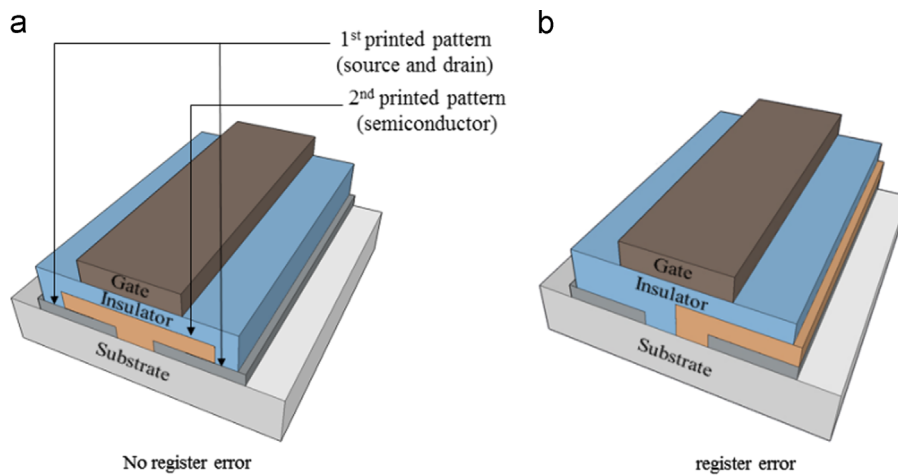 a
1st printed pattern
(source and drain)
2nd printed pattern
(semiconductor)
Gate
Insulator
Substrate
No register error
b
Gate
Insulator
Substrate
register error